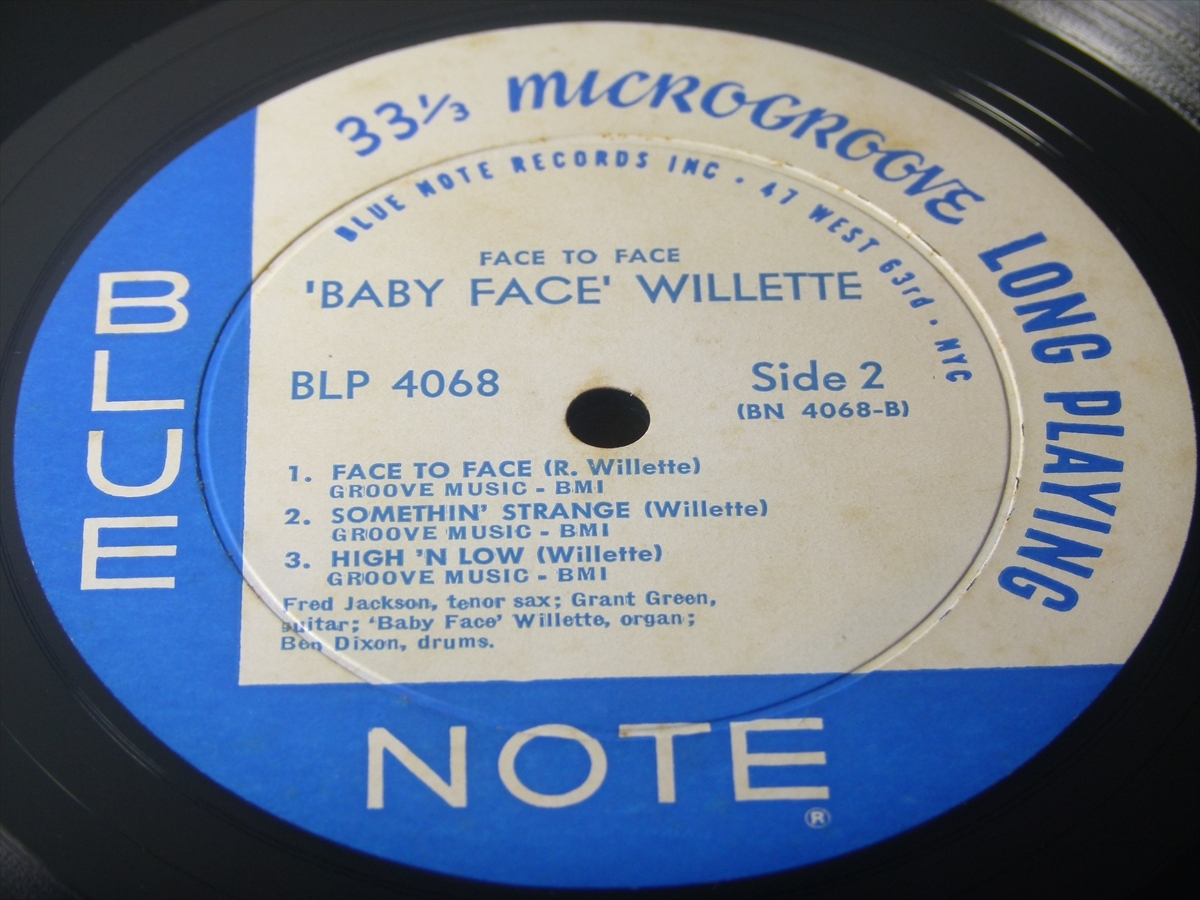 33 1/3 MICROGROOVE LONG PLAYING
BLUE NOTE RECORDS INC • 47 WEST 63rd • NYC
FACE TO FACE
'BABY FACE' WILLETTE
BLP 4068
Side 2
(BN 4068-B)
1. FACE TO FACE (R. Willette)
GROOVE MUSIC - BMI
2. SOMETHIN' STRANGE (Willette)
GROOVE MUSIC - BMI
3. HIGH 'N LOW (Willette)
GROOVE MUSIC - BMI
Fred Jackson, tenor sax; Grant Green,
guitar; 'Baby Face' Willette, organ;
Ben Dixon, drums.
BLUE
NOTE
®